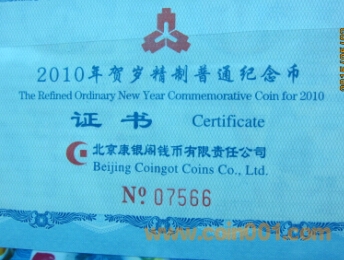 2010年贺岁精制普通纪念币
The Refined Ordinary New Year Commemorative Coin for 2010
证书 Certificate
北京康银阁钱币有限责任公司
Beijing Coingot Coins Co., Ltd.
Nº 07566
www.coin001.com